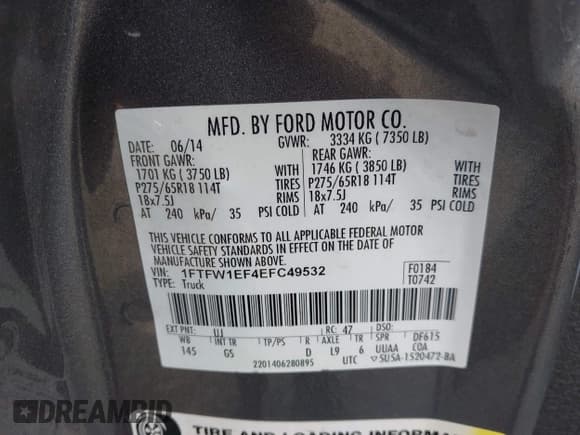 MFD. BY FORD MOTOR CO.
DATE: 06/14 GVWR: 3334 KG ( 7350 LB)
FRONT GAWR: REAR GAWR:
1701 KG ( 3750 LB) WITH 1746 KG ( 3850 LB) WITH
P275/65R18 114T TIRES P275/65R18 114T TIRES
18x7.5J RIMS 18x7.5J RIMS
AT 240 kPa/ 35 PSI COLD AT 240 kPa/ 35 PSI COLD
THIS VEHICLE CONFORMS TO ALL APPLICABLE FEDERAL MOTOR
VEHICLE SAFETY STANDARDS IN EFFECT ON THE DATE OF MANUFACTURE
SHOWN ABOVE.
VIN: 1FTFW1EF4EFC49532 F0184
TYPE: Truck T0742
EXT PNT: UJ RC: 47 DSO:
WB INT TR TP/PS R AXLE TR SPR DF615
145 GS D L9 6 UUAA COA
2201406280895 UTC ▽5USA-1520472-BA
TIRE AND LOADING INFORMATION
DREAMBID